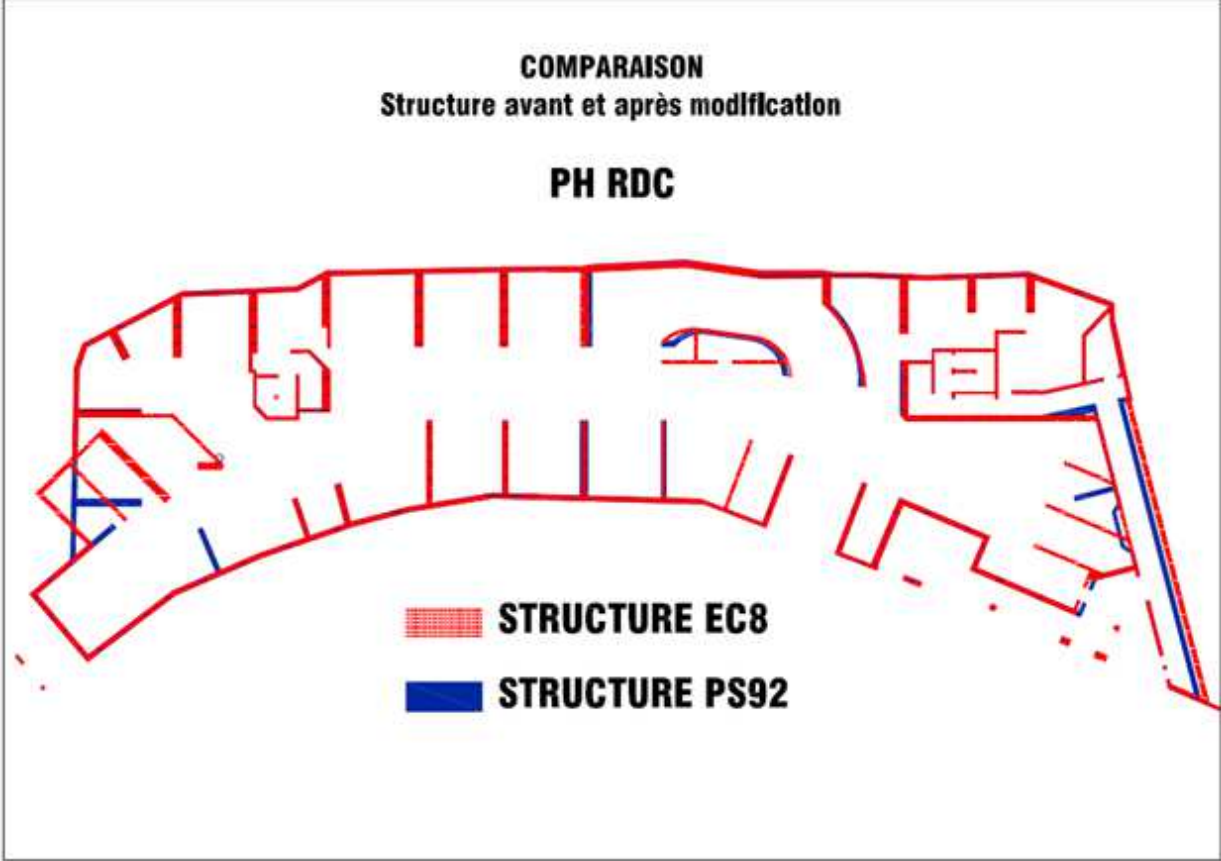 COMPARAISON
Structure avant et après modification
PH RDC
STRUCTURE EC8
STRUCTURE PS92